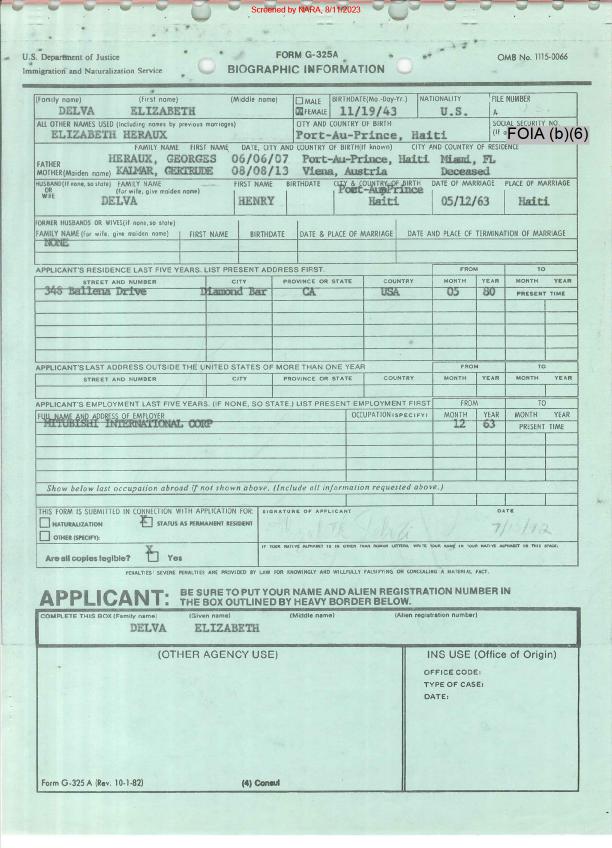 Screened by NARA, 8/11/2023
U.S. Department of Justice
Immigration and Naturalization Service
FORM G-325A
BIOGRAPHIC INFORMATION
OMB No. 1115-0066
(Family name) (First name) (Middle name) MALE BIRTHDATE(Mo.-Day-Yr.) NATIONALITY FILE NUMBER
DELVA ELIZABETH FEMALE 11/19/43 U.S. A
ALL OTHER NAMES USED (Including names by previous marriages) CITY AND COUNTRY OF BIRTH SOCIAL SECURITY NO.
ELIZABETH HERAUX Port-Au-Prince, Haiti (If FOIA (b)(6)
FAMILY NAME FIRST NAME DATE, CITY AND COUNTRY OF BIRTH(If known) CITY AND COUNTRY OF RESIDENCE
FATHER HERAUX, GEORGES 06/06/07 Port-Au-Prince, Haiti Miami, FL
MOTHER(Maiden name) KALMAR, GERTRUDE 08/08/13 Viena, Austria Deceased
HUSBAND(If none, so state) OR WIFE FAMILY NAME (for wife, give maiden name) FIRST NAME BIRTHDATE CITY & COUNTRY OF BIRTH DATE OF MARRIAGE PLACE OF MARRIAGE
Port-Au-Prince
DELVA HENRY Haiti 05/12/63 Haiti
FORMER HUSBANDS OR WIVES(if none,so state)
FAMILY NAME (for wife, give maiden name) FIRST NAME BIRTHDATE DATE & PLACE OF MARRIAGE DATE AND PLACE OF TERMINATION OF MARRIAGE
NONE
APPLICANT'S RESIDENCE LAST FIVE YEARS. LIST PRESENT ADDRESS FIRST. FROM TO
STREET AND NUMBER CITY PROVINCE OR STATE COUNTRY MONTH YEAR MONTH YEAR
348 Ballena Drive Diamond Bar CA USA 05 80 PRESENT TIME
APPLICANT'S LAST ADDRESS OUTSIDE THE UNITED STATES OF MORE THAN ONE YEAR FROM TO
STREET AND NUMBER CITY PROVINCE OR STATE COUNTRY MONTH YEAR MONTH YEAR
APPLICANT'S EMPLOYMENT LAST FIVE YEARS. (IF NONE, SO STATE.) LIST PRESENT EMPLOYMENT FIRST FROM TO
FULL NAME AND ADDRESS OF EMPLOYER OCCUPATION(SPECIFY) MONTH YEAR MONTH YEAR
MITUBISHI INTERNATIONAL CORP 12 63 PRESENT TIME
Show below last occupation abroad if not shown above. (Include all information requested above.)
THIS FORM IS SUBMITTED IN CONNECTION WITH APPLICATION FOR: SIGNATURE OF APPLICANT DATE
NATURALIZATION X STATUS AS PERMANENT RESIDENT
OTHER (SPECIFY):
IF YOUR NATIVE ALPHABET IS IN OTHER THAN ROMAN LETTERS, WRITE YOUR NAME IN YOUR NATIVE ALPHABET IN THIS SPACE.
Are all copies legible? X Yes
PENALTIES: SEVERE PENALTIES ARE PROVIDED BY LAW FOR KNOWINGLY AND WILLFULLY FALSIFYING OR CONCEALING A MATERIAL FACT.
APPLICANT: BE SURE TO PUT YOUR NAME AND ALIEN REGISTRATION NUMBER IN
THE BOX OUTLINED BY HEAVY BORDER BELOW.
COMPLETE THIS BOX (Family name) (Given name) (Middle name) (Alien registration number)
DELVA ELIZABETH
(OTHER AGENCY USE)
INS USE (Office of Origin)
OFFICE CODE:
TYPE OF CASE:
DATE:
Form G-325 A (Rev. 10-1-82) (4) Consul